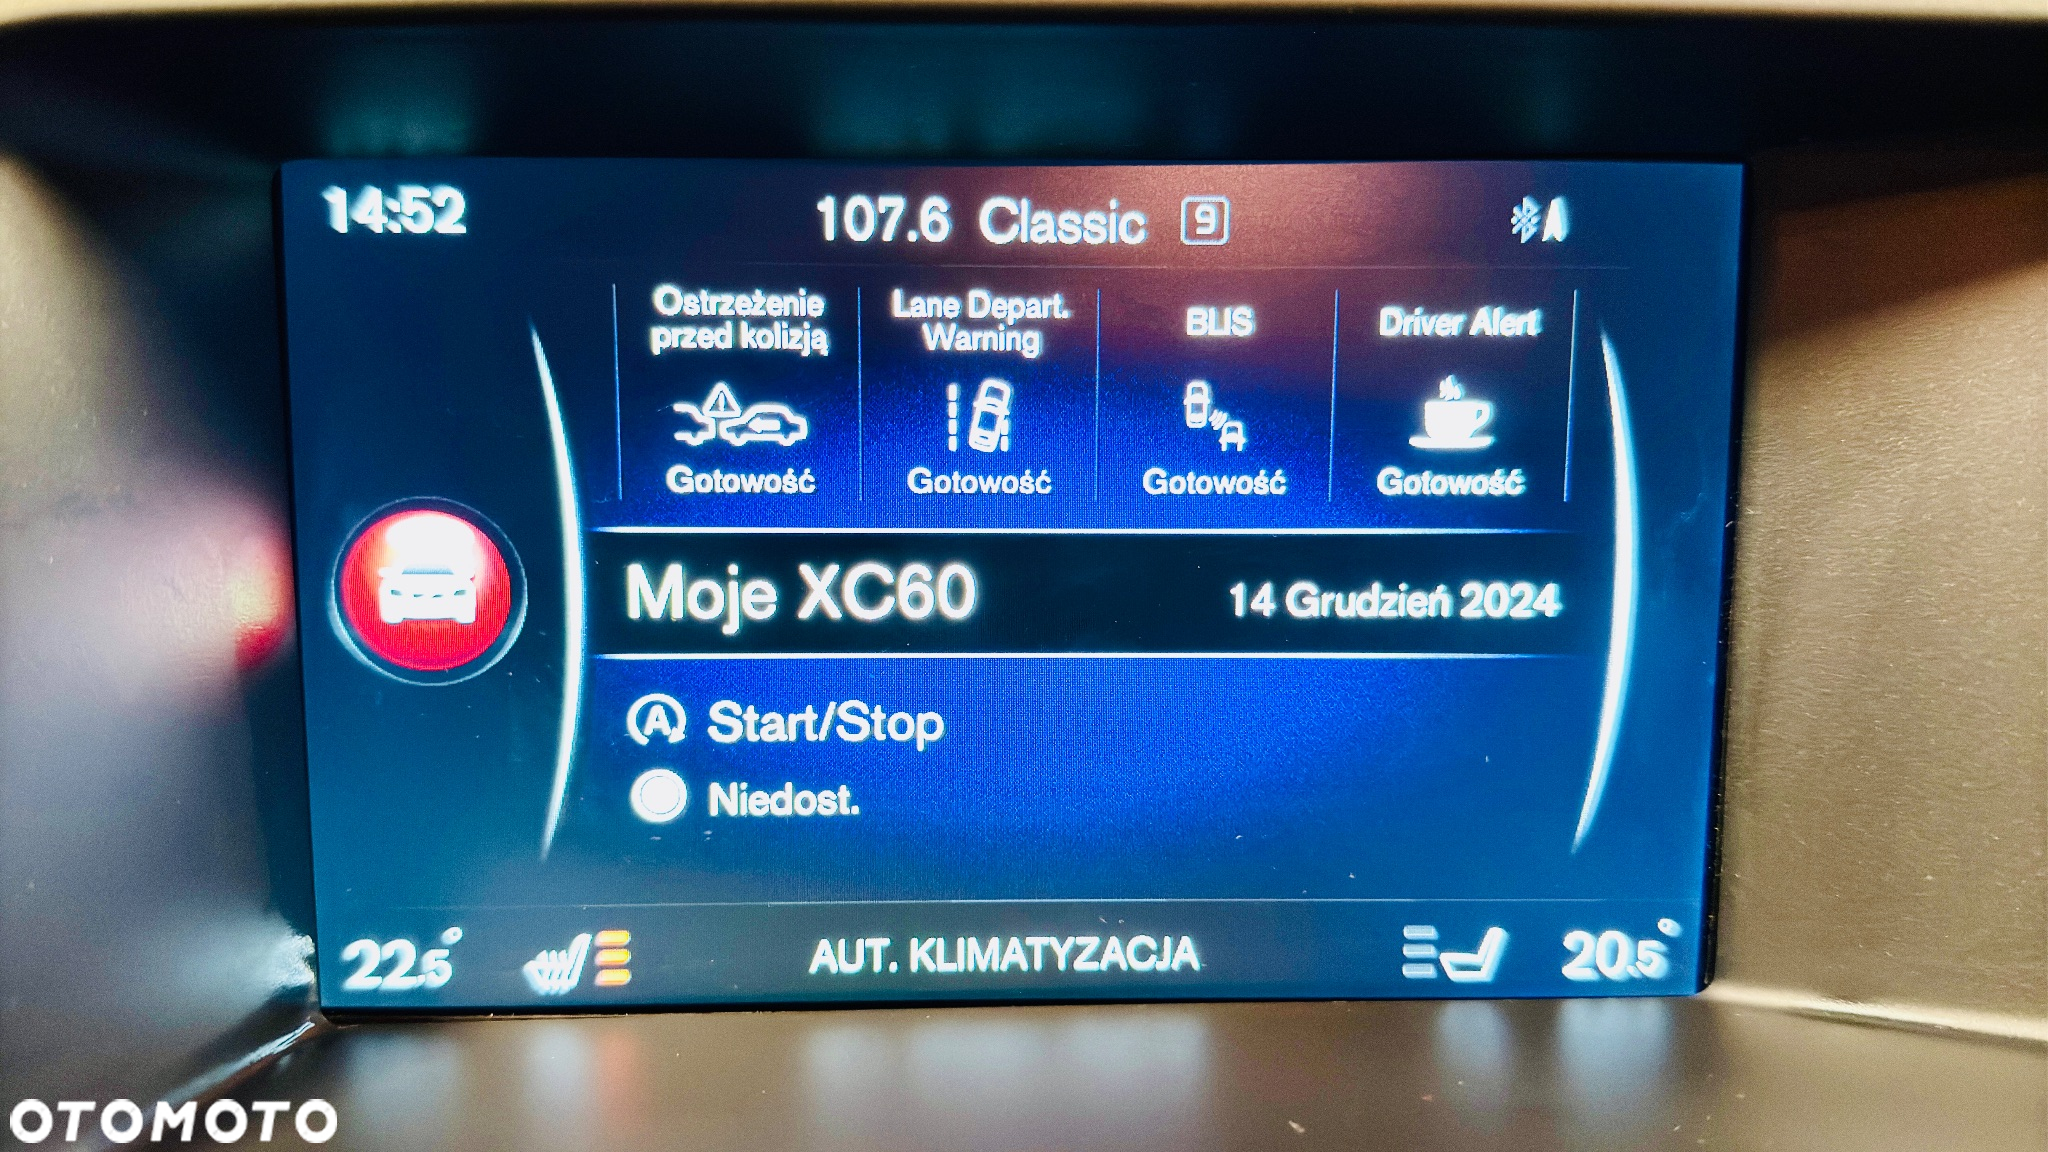 14:52
107.6 Classic 9
Ostrzeżenie
przed kolizją
Gotowość
Lane Depart.
Warning
Gotowość
BLIS
Gotowość
Driver Alert
Gotowość
Moje XC60
14 Grudzień 2024
A Start/Stop
Niedost.
22.5°
AUT. KLIMATYZACJA
20.5°
OTOMOTO